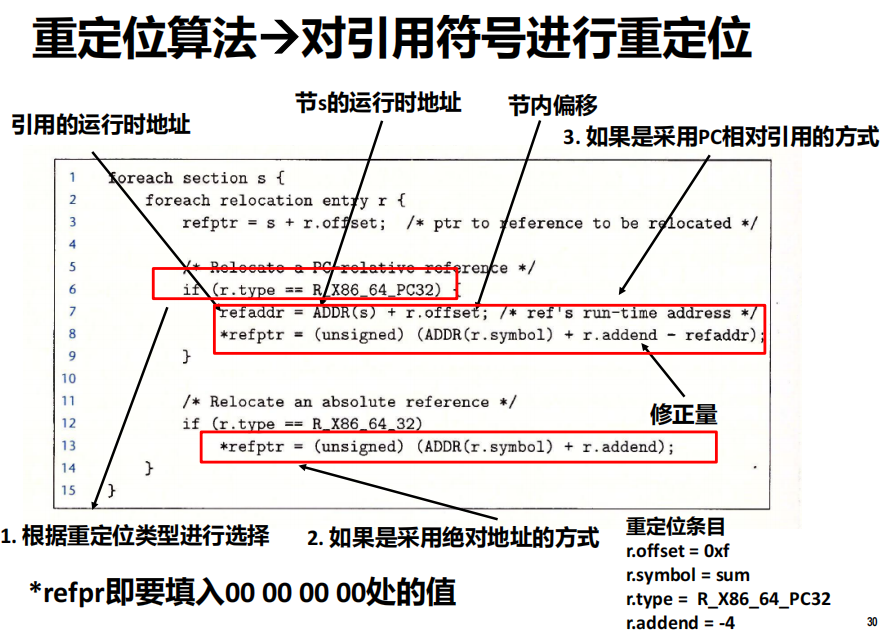 重定位算法→对引用符号进行重定位
节s的运行时地址
节内偏移
引用的运行时地址
3. 如果是采用PC相对引用的方式
1 foreach section s {
2 foreach relocation entry r {
3 refptr = s + r.offset; /* ptr to reference to be relocated */
4
5 /* Relocate a PC-relative reference */
6 if (r.type == R_X86_64_PC32) {
7 refaddr = ADDR(s) + r.offset; /* ref's run-time address */
8 *refptr = (unsigned) (ADDR(r.symbol) + r.addend - refaddr);
9 }
10
11 /* Relocate an absolute reference */
12 if (r.type == R_X86_64_32)
13 *refptr = (unsigned) (ADDR(r.symbol) + r.addend);
14 }
15 }
修正量
1. 根据重定位类型进行选择
2. 如果是采用绝对地址的方式
*refpr即要填入00 00 00 00处的值
重定位条目
r.offset = 0xf
r.symbol = sum
r.type = R_X86_64_PC32
r.addend = -4
30